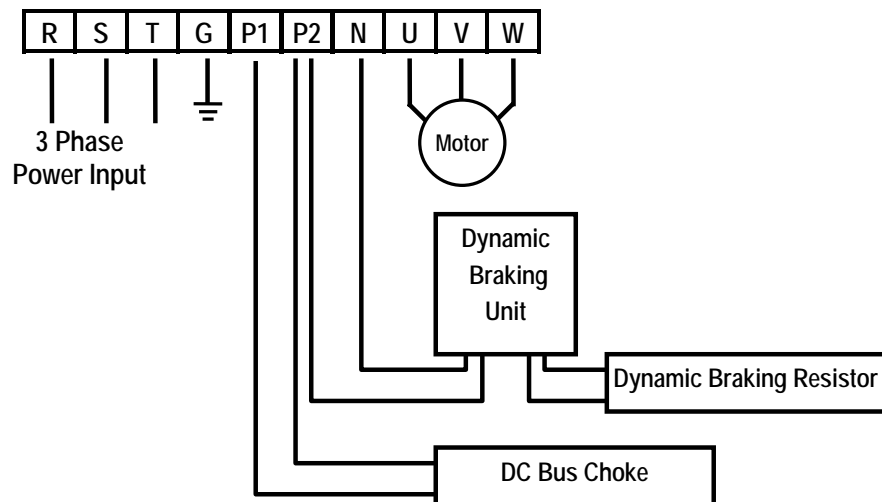 R S T G P1 P2 N U V W
3 Phase
Power Input
Motor
Dynamic
Braking
Unit
Dynamic Braking Resistor
DC Bus Choke